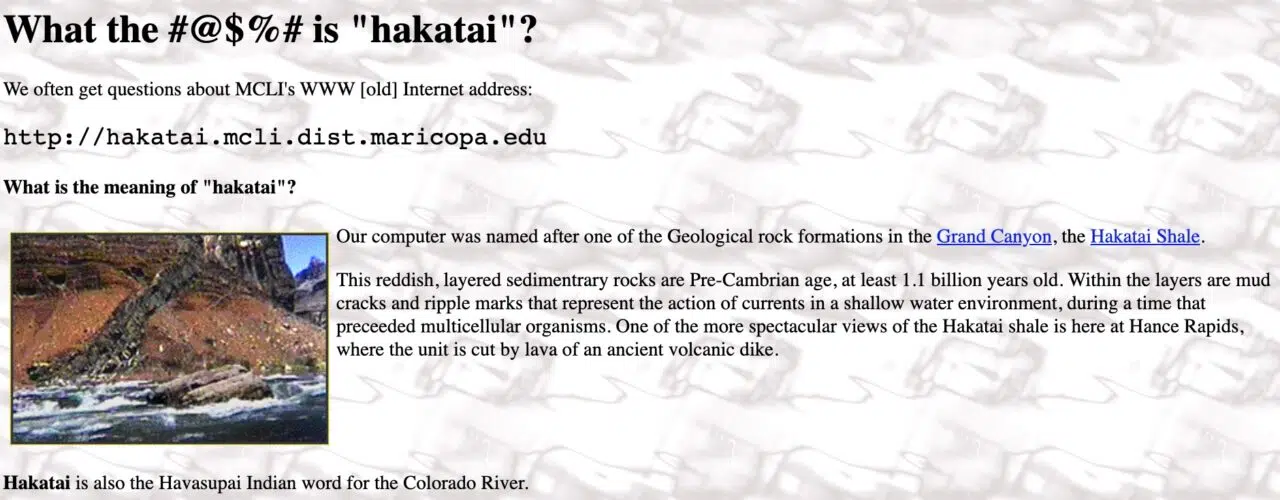 What the #@$%# is "hakatai"?
We often get questions about MCLI's WWW [old] Internet address:
http://hakatai.mcli.dist.maricopa.edu
What is the meaning of "hakatai"?
Our computer was named after one of the Geological rock formations in the Grand Canyon, the Hakatai Shale.
This reddish, layered sedimentrary rocks are Pre-Cambrian age, at least 1.1 billion years old. Within the layers are mud
cracks and ripple marks that represent the action of currents in a shallow water environment, during a time that
preceeded multicellular organisms. One of the more spectacular views of the Hakatai shale is here at Hance Rapids,
where the unit is cut by lava of an ancient volcanic dike.
Hakatai is also the Havasupai Indian word for the Colorado River.